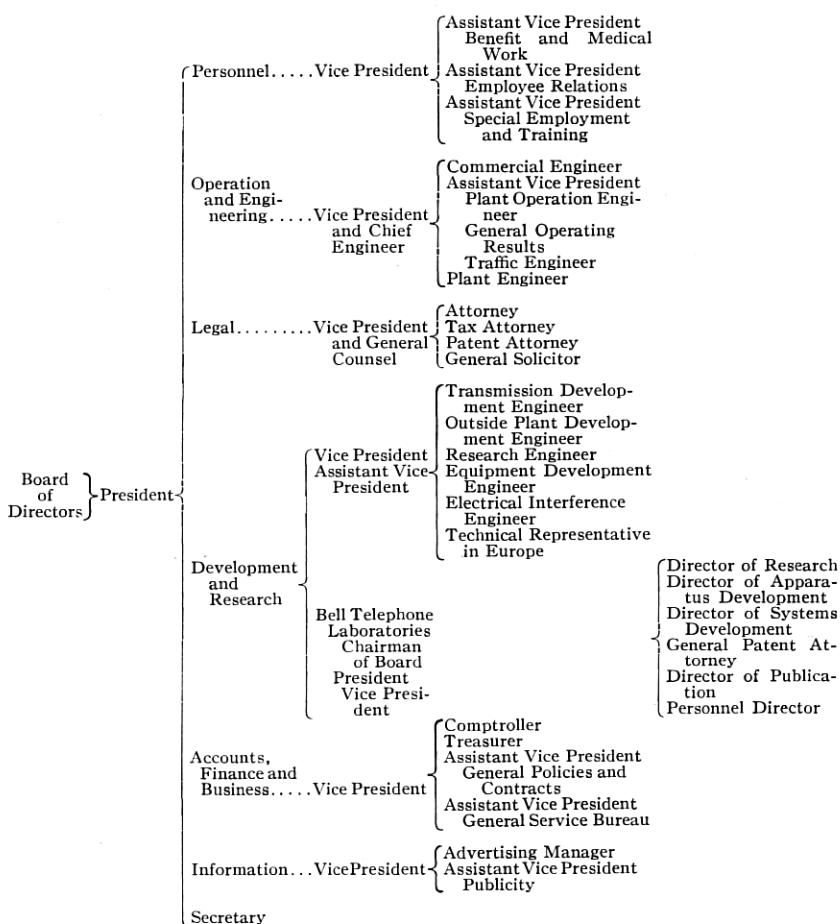 Board
of
Directors
President
Personnel.....Vice President
Assistant Vice President
Benefit and Medical
Work
Assistant Vice President
Employee Relations
Assistant Vice President
Special Employment
and Training
Operation
and Engi-
neering.....Vice President
and Chief
Engineer
Commercial Engineer
Assistant Vice President
Plant Operation Engi-
neer
General Operating
Results
Traffic Engineer
Plant Engineer
Legal.........Vice President
and General
Counsel
Attorney
Tax Attorney
Patent Attorney
General Solicitor
Development
and
Research
Vice President
Assistant Vice
President
Transmission Develop-
ment Engineer
Outside Plant Develop-
ment Engineer
Research Engineer
Equipment Development
Engineer
Electrical Interference
Engineer
Technical Representative
in Europe
Bell Telephone
Laboratories
Chairman
of Board
President
Vice Presi-
dent
Director of Research
Director of Appara-
tus Development
Director of Systems
Development
General Patent At-
torney
Director of Publica-
tion
Personnel Director
Accounts,
Finance and
Business.....Vice President
Comptroller
Treasurer
Assistant Vice President
General Policies and
Contracts
Assistant Vice President
General Service Bureau
Information...VicePresident
Advertising Manager
Assistant Vice President
Publicity
Secretary